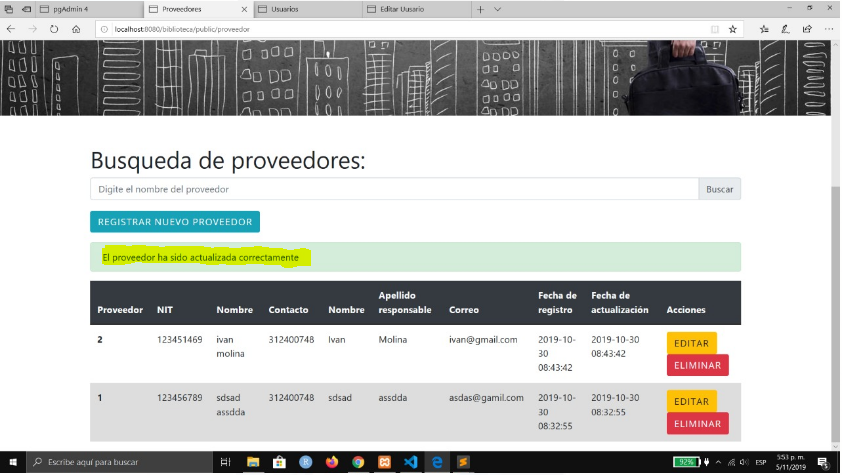 pgAdmin 4
Proveedores
Usuarios
Editar Uusario
localhost:8080/biblioteca/public/proveedor
Busqueda de proveedores:
Digite el nombre del proveedor
Buscar
REGISTRAR NUEVO PROVEEDOR
El proveedor ha sido actualizada correctamente
Proveedor NIT Nombre Contacto Nombre Apellido responsable Correo Fecha de registro Fecha de actualización Acciones
2 123451469 ivan molina 312400748 Ivan Molina ivan@gmail.com 2019-10-30 08:43:42 2019-10-30 08:43:42 EDITAR
ELIMINAR
1 123456789 sdsad assdda 312400748 sdsad assdda asdas@gamil.com 2019-10-30 08:32:55 2019-10-30 08:32:55 EDITAR
ELIMINAR
Escribe aquí para buscar
92%
ESP
5:53 p. m.
5/11/2019